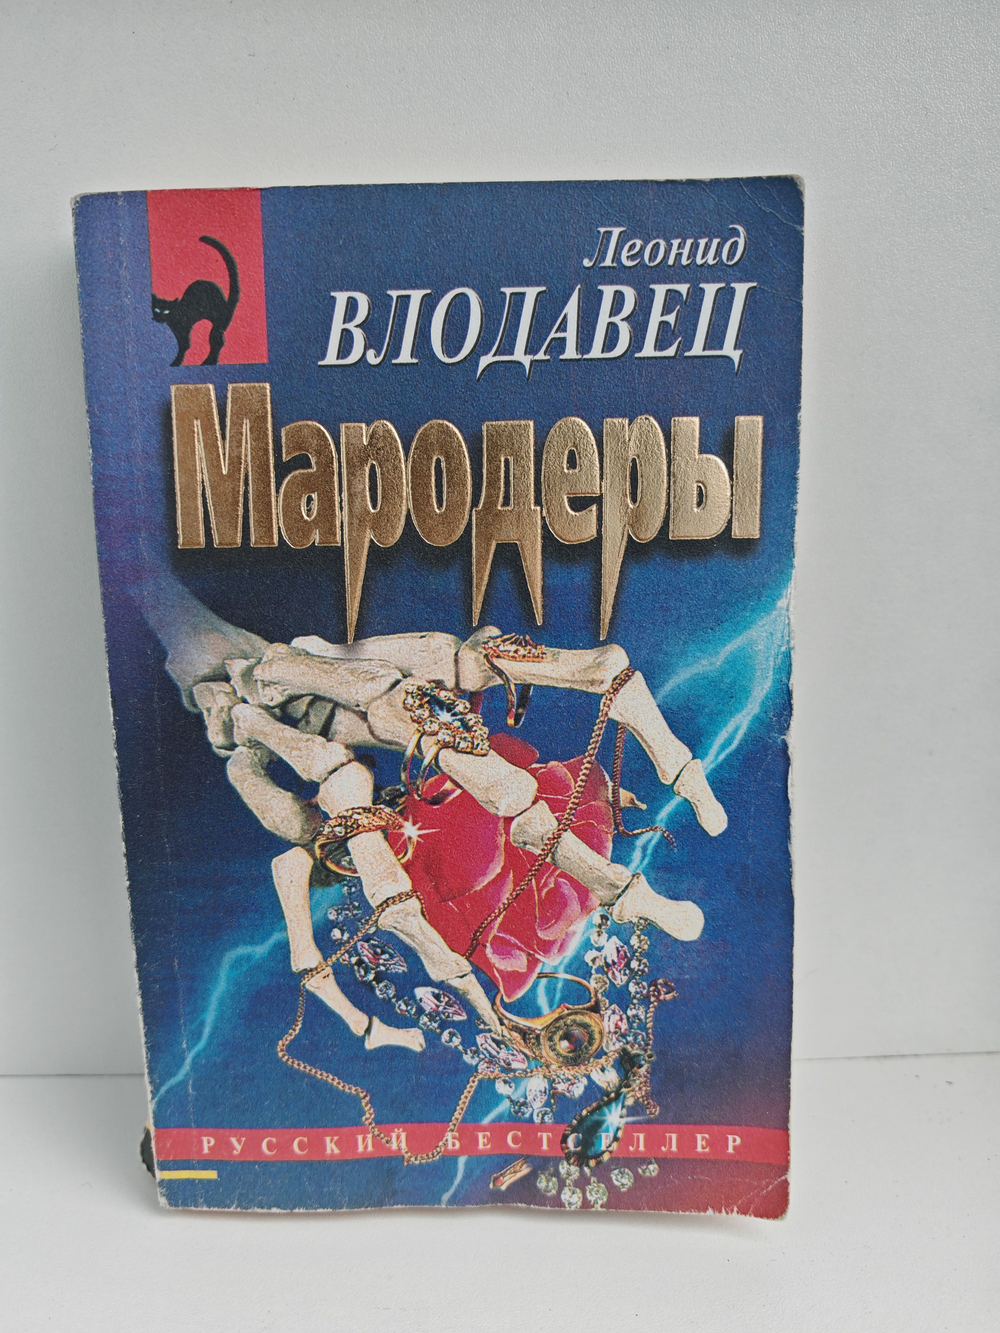 Леонид
ВЛОДАВЕЦ
Мародеры
РУССКИЙ БЕСТСЕЛЛЕР